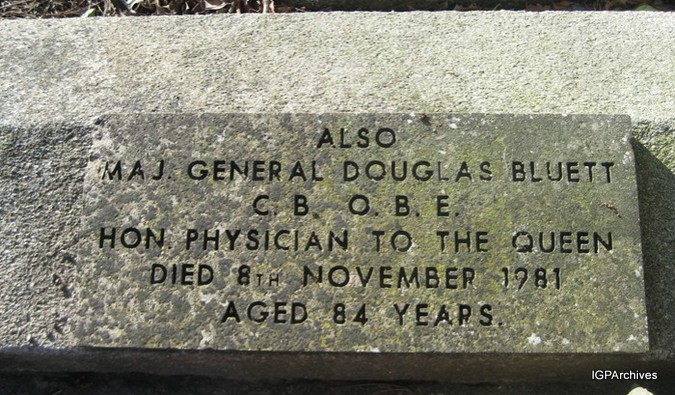 ALSO
MAJ. GENERAL DOUGLAS BLUETT
C.B. O.B.E.
HON. PHYSICIAN TO THE QUEEN
DIED 8TH NOVEMBER 1981
AGED 84 YEARS.
IGPArchives